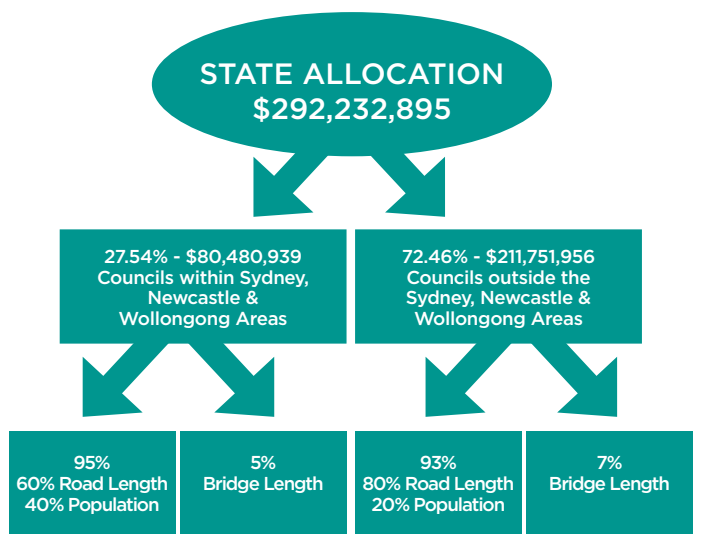 STATE ALLOCATION
$292,232,895
27.54% - $80,480,939
Councils within Sydney,
Newcastle &
Wollongong Areas
72.46% - $211,751,956
Councils outside the
Sydney, Newcastle &
Wollongong Areas
95%
60% Road Length
40% Population
5%
Bridge Length
93%
80% Road Length
20% Population
7%
Bridge Length